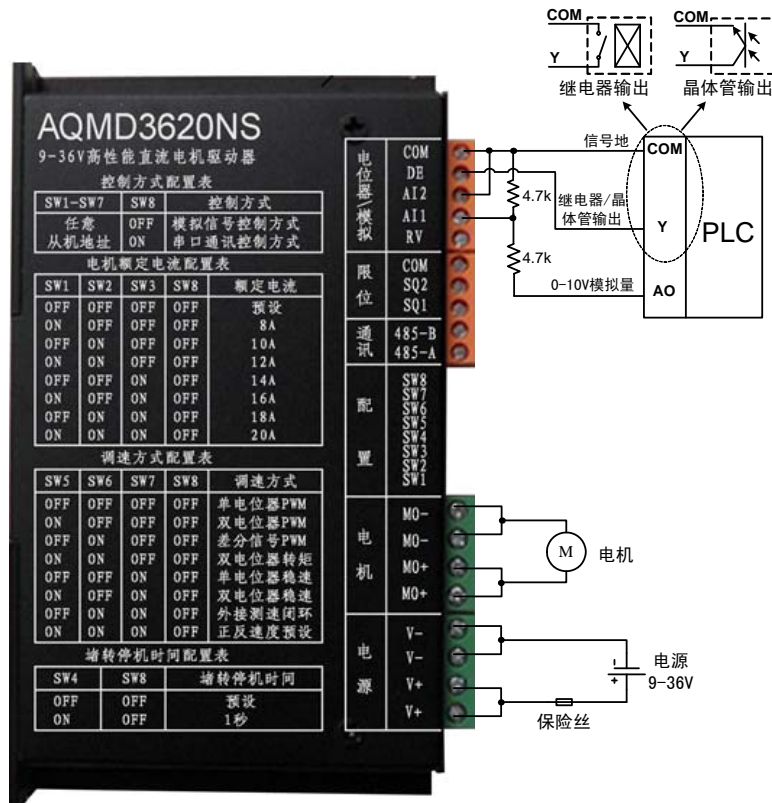 COM
Y
继电器输出
COM
Y
晶体管输出
AQMD3620NS
9-36V高性能直流电机驱动器
控制方式配置表
SW1-SW7 SW8 控制方式
任意 OFF 模拟信号控制方式
从机地址 ON 串口通讯控制方式
电机额定电流配置表
SW1 SW2 SW3 SW8 额定电流
OFF OFF OFF OFF 预设
ON OFF OFF OFF 8A
OFF ON OFF OFF 10A
ON ON OFF OFF 12A
OFF OFF ON OFF 14A
ON OFF ON OFF 16A
OFF ON ON OFF 18A
ON ON ON OFF 20A
调速方式配置表
SW5 SW6 SW7 SW8 调速方式
OFF OFF OFF OFF 单电位器PWM
ON OFF OFF OFF 双电位器PWM
OFF ON OFF OFF 差分信号PWM
ON ON OFF OFF 双电位器转矩
OFF OFF ON OFF 单电位器稳速
ON OFF ON OFF 双电位器稳速
OFF ON ON OFF 外接测速闭环
ON ON ON OFF 正反速度预设
堵转停机时间配置表
SW4 SW8 堵转停机时间
OFF OFF 预设
ON OFF 1秒
电位器/模拟
COM
DE
AI2
AI1
RV
限位
COM
SQ2
SQ1
通讯
485-B
485-A
配置
SW8
SW7
SW6
SW5
SW4
SW3
SW2
SW1
电机
MO-
MO-
MO+
MO+
电源
V-
V-
V+
V+
信号地
4.7k
继电器/晶
体管输出
4.7k
0-10V模拟量
COM
Y
PLC
AO
M
电机
-
+
电源
9-36V
保险丝